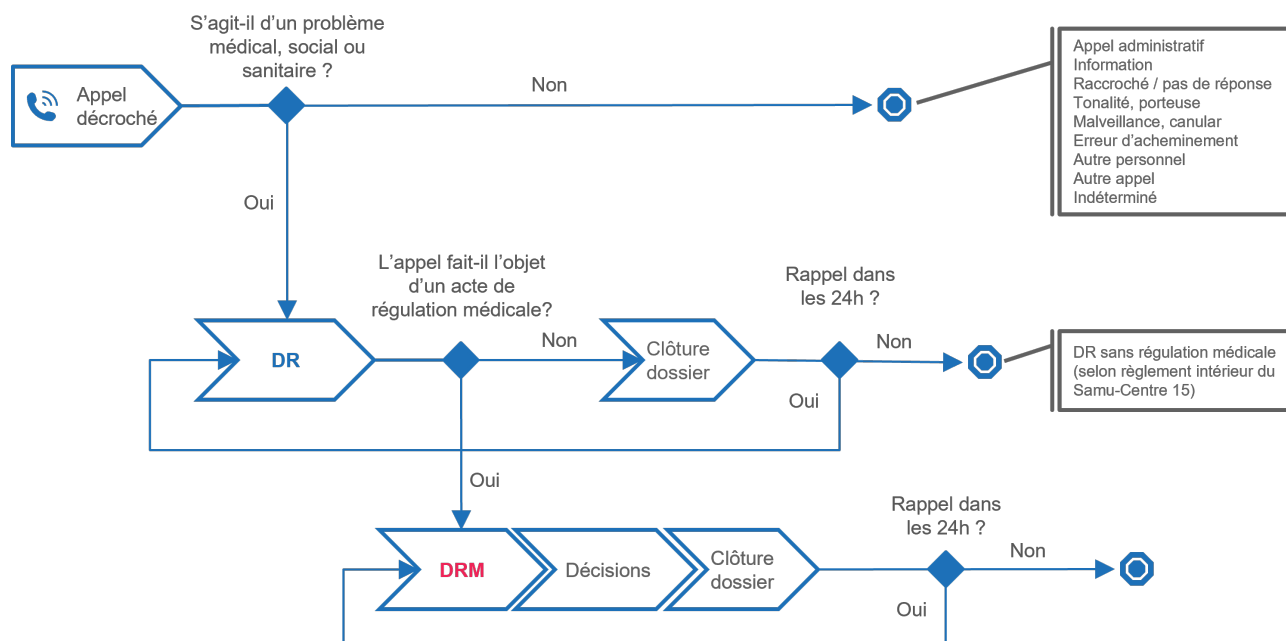 S’agit-il d’un problème
médical, social ou
sanitaire ?
Appel
décroché
Non
Appel administratif
Information
Raccroché / pas de réponse
Tonalité, porteuse
Malveillance, canular
Erreur d’acheminement
Autre personnel
Autre appel
Indéterminé
Oui
L’appel fait-il l’objet
d’un acte de
régulation médicale?
Rappel dans
les 24h ?
DR
Non
Clôture
dossier
Non
Oui
DR sans régulation médicale
(selon règlement intérieur du
Samu-Centre 15)
Oui
Rappel dans
les 24h ?
DRM
Décisions
Clôture
dossier
Non
Oui